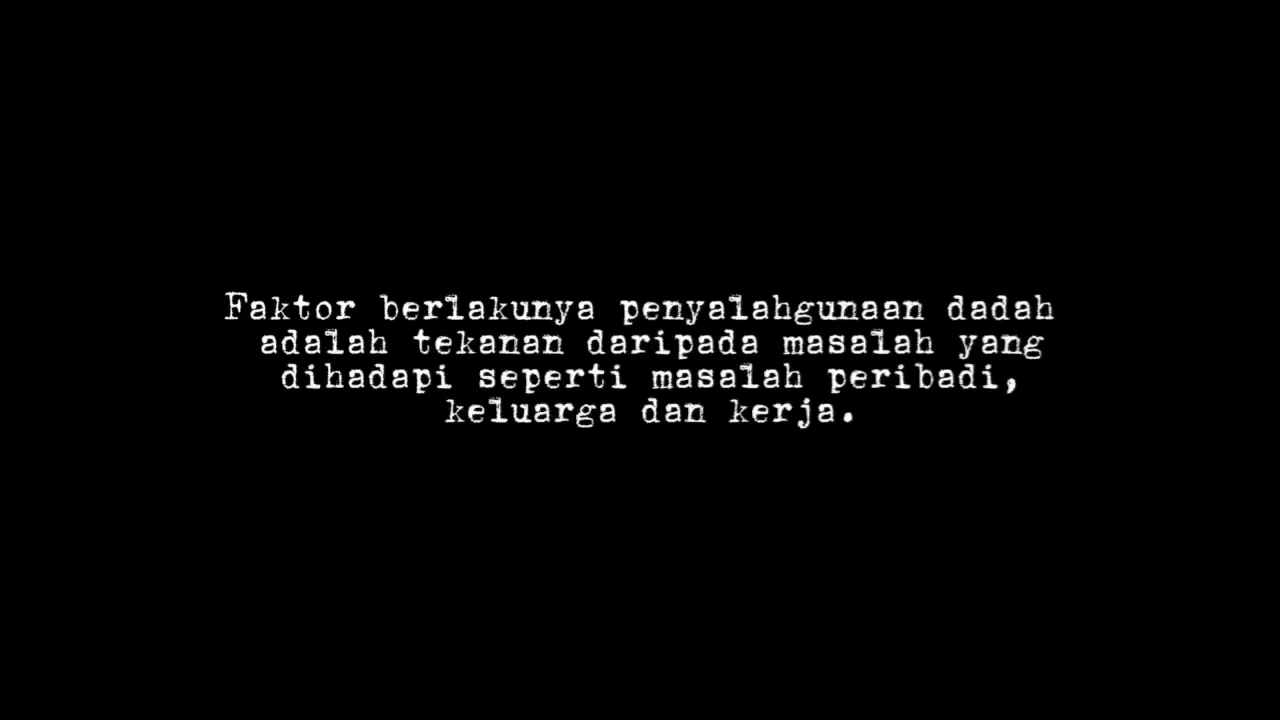 Faktor berlakunya penyalahgunaan dadah
adalah tekanan daripada masalah yang
dihadapi seperti masalah peribadi,
keluarga dan kerja.